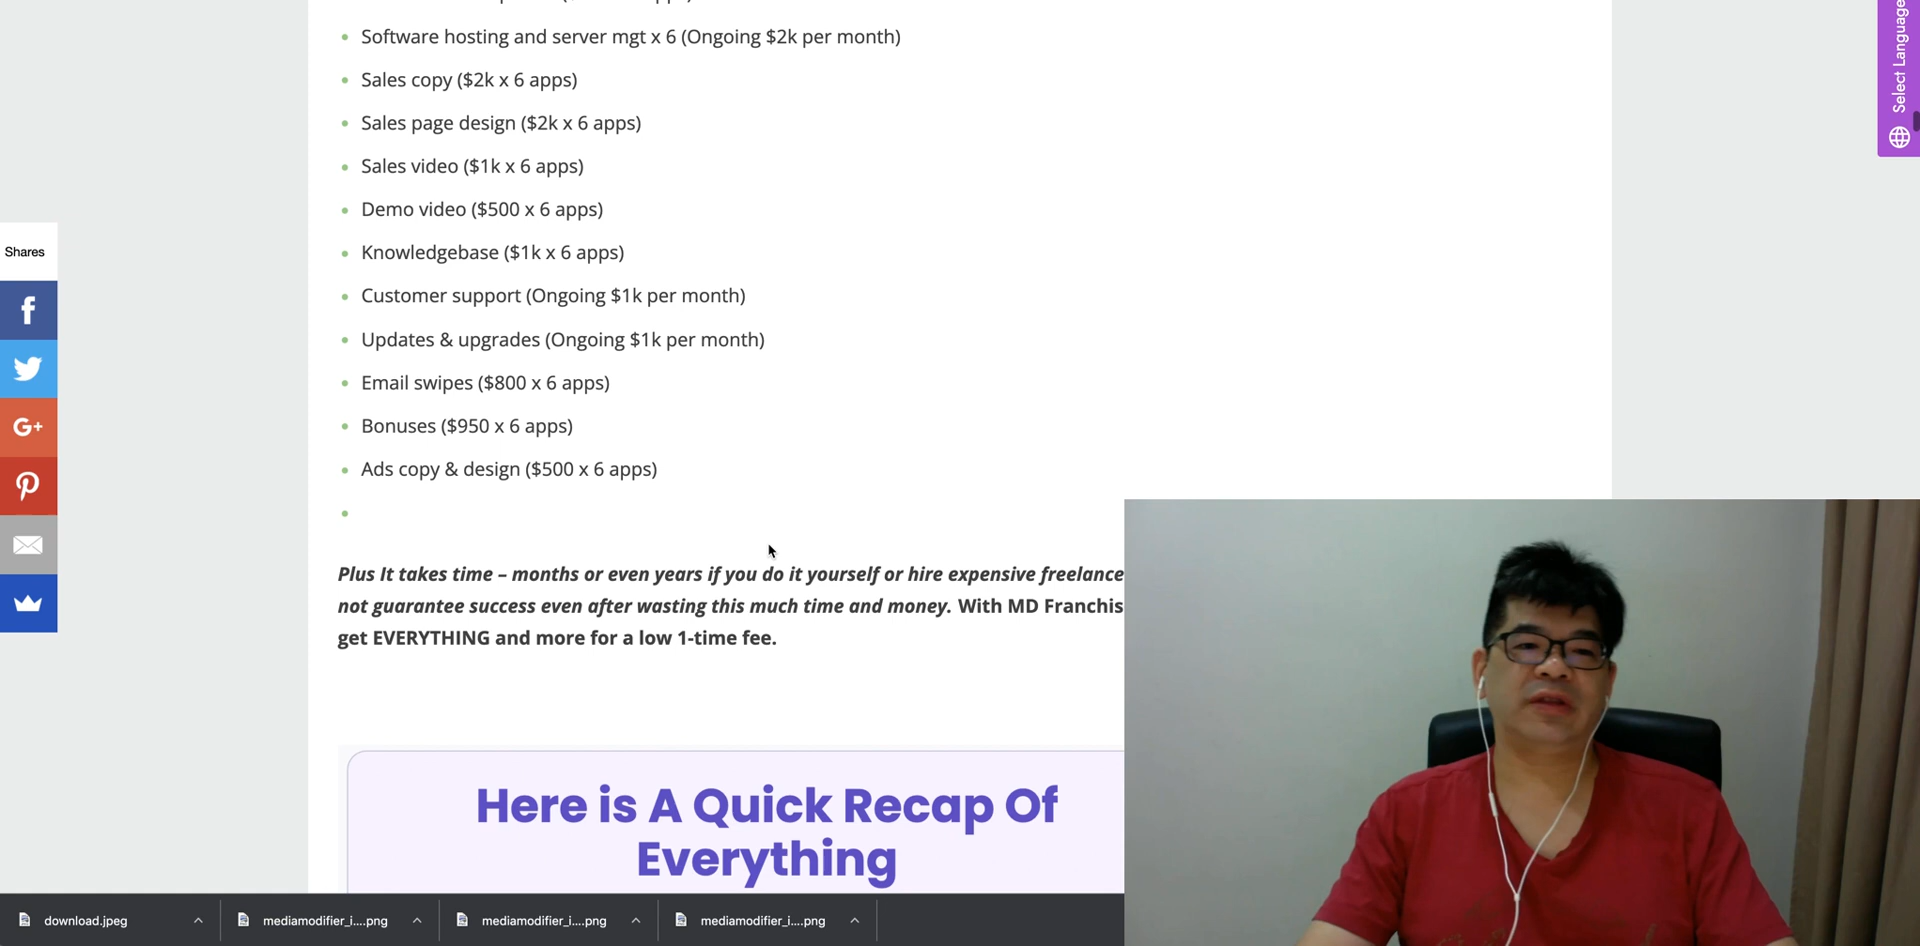 Software hosting and server mgt x 6 (Ongoing $2k per month)
Sales copy ($2k x 6 apps)
Sales page design ($2k x 6 apps)
Sales video ($1k x 6 apps)
Demo video ($500 x 6 apps)
Knowledgebase ($1k x 6 apps)
Customer support (Ongoing $1k per month)
Updates & upgrades (Ongoing $1k per month)
Email swipes ($800 x 6 apps)
Bonuses ($950 x 6 apps)
Ads copy & design ($500 x 6 apps)
Plus It takes time – months or even years if you do it yourself or hire expensive freelance
not guarantee success even after wasting this much time and money. With MD Franchis
get EVERYTHING and more for a low 1-time fee.
Here is A Quick Recap Of
Everything
Shares
f
G+
Select Language
download.jpeg
mediamodifier_i....png
mediamodifier_i....png
mediamodifier_i....png